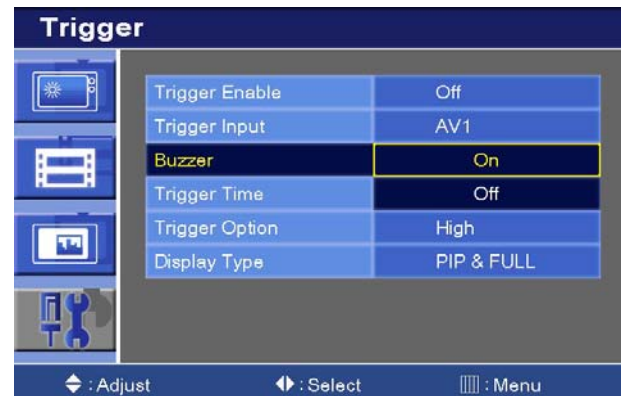 Trigger
Trigger Enable Off
Trigger Input AV1
Buzzer On
Trigger Time Off
Trigger Option High
Display Type PIP & FULL
: Adjust : Select : Menu